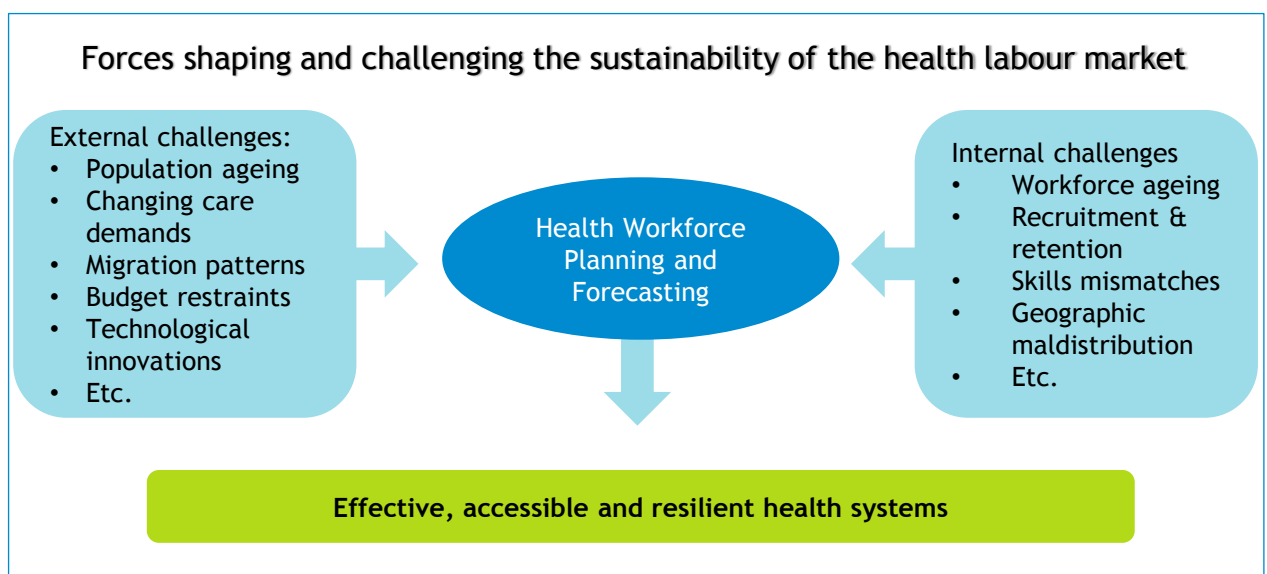 Forces shaping and challenging the sustainability of the health labour market
External challenges:
• Population ageing
• Changing care
demands
• Migration patterns
• Budget restraints
• Technological
innovations
• Etc.
Health Workforce
Planning and
Forecasting
Internal challenges
• Workforce ageing
• Recruitment &
retention
• Skills mismatches
• Geographic
maldistribution
• Etc.
Effective, accessible and resilient health systems